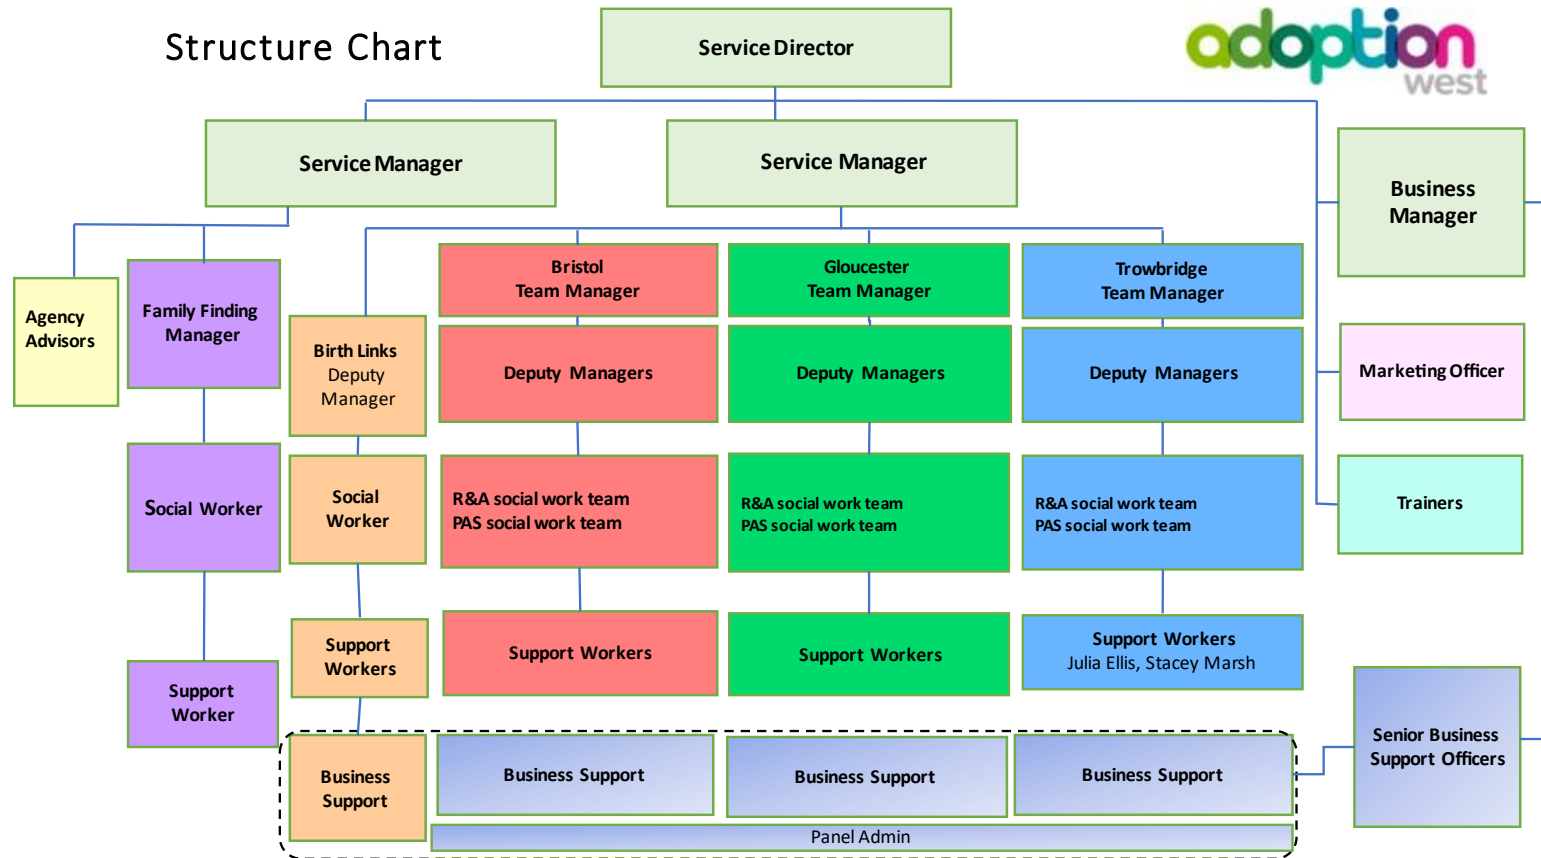 Structure Chart
Service Director
adoption
west
Service Manager
Service Manager
Business
Manager
Agency
Advisors
Family Finding
Manager
Birth Links
Deputy
Manager
Bristol
Team Manager
Gloucester
Team Manager
Trowbridge
Team Manager
Deputy Managers
Deputy Managers
Deputy Managers
Marketing Officer
Social Worker
Social
Worker
R&A social work team
PAS social work team
R&A social work team
PAS social work team
R&A social work team
PAS social work team
Trainers
Support
Worker
Support
Workers
Support Workers
Support Workers
Support Workers
Julia Ellis, Stacey Marsh
Senior Business
Support Officers
Business
Support
Business Support
Business Support
Business Support
Panel Admin